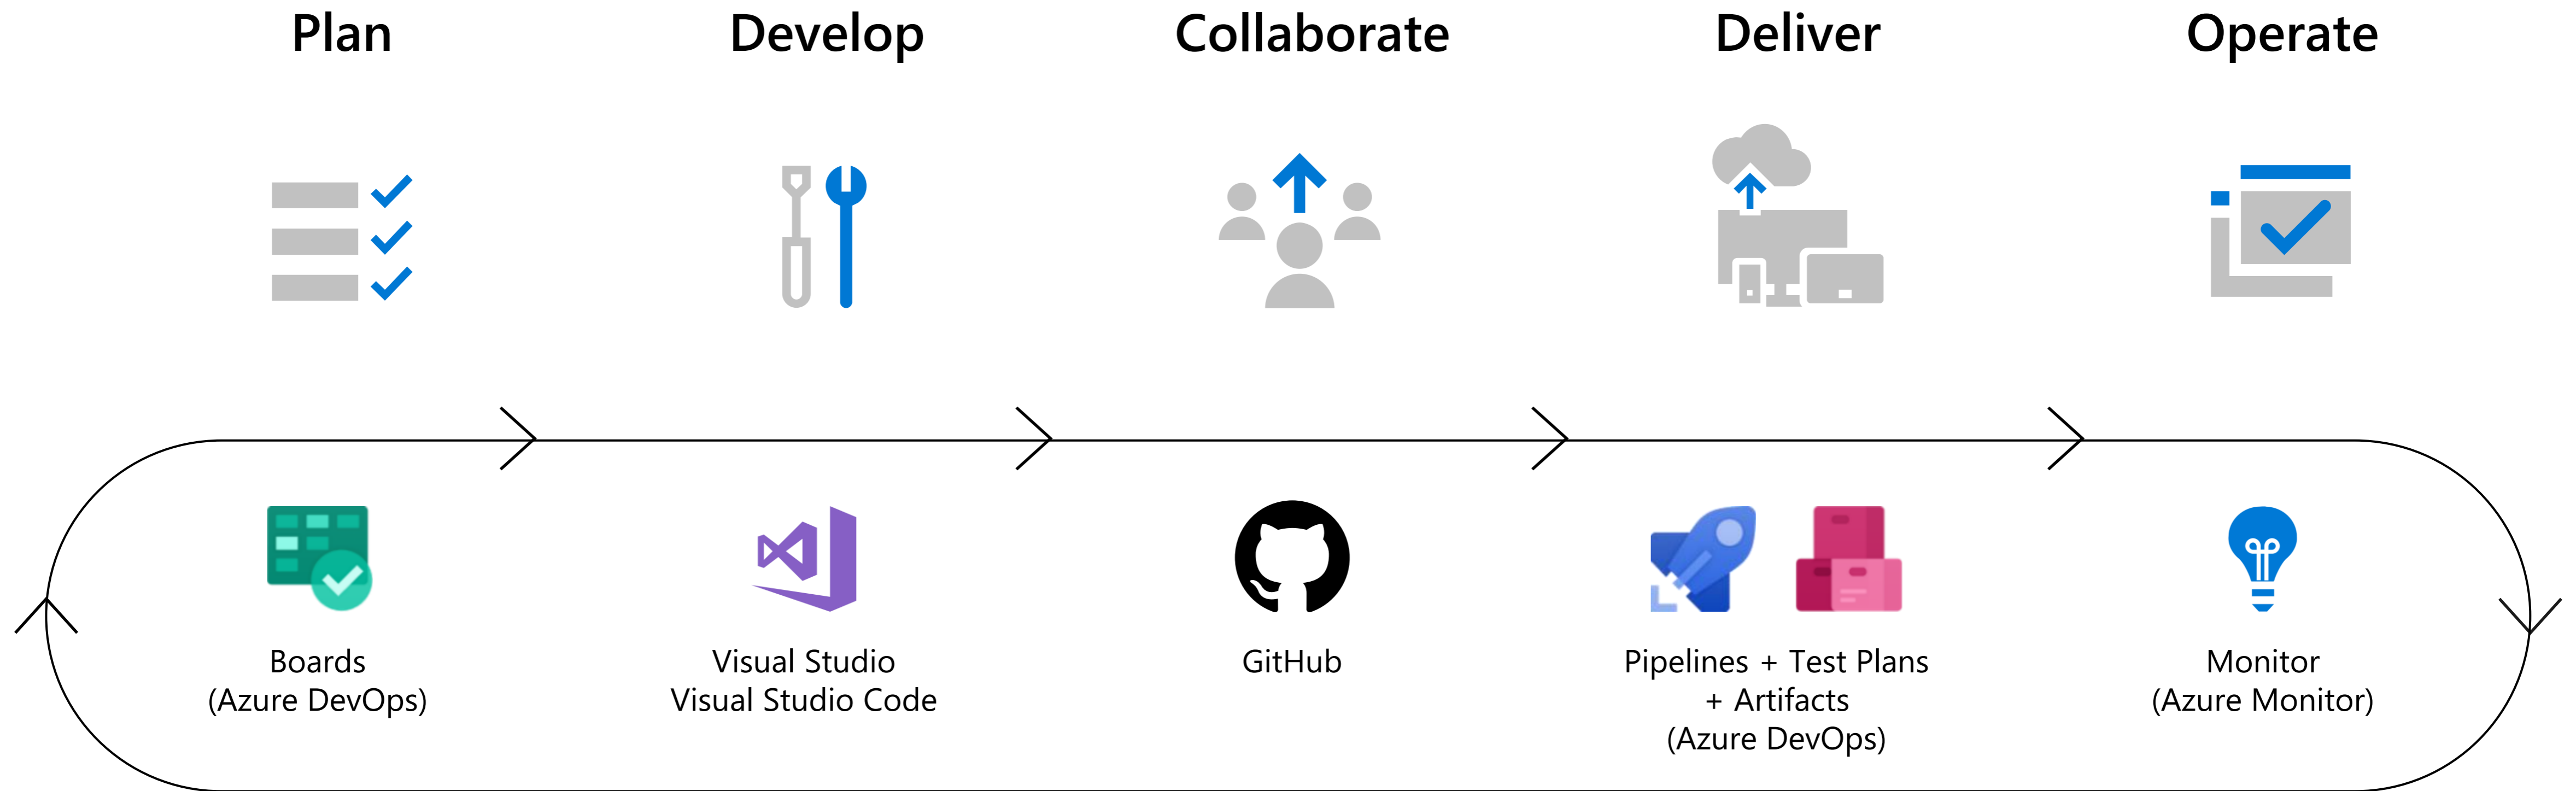 Plan
Develop
Collaborate
Deliver
Operate
Boards
(Azure DevOps)
Visual Studio
Visual Studio Code
GitHub
Pipelines + Test Plans
+ Artifacts
(Azure DevOps)
Monitor
(Azure Monitor)